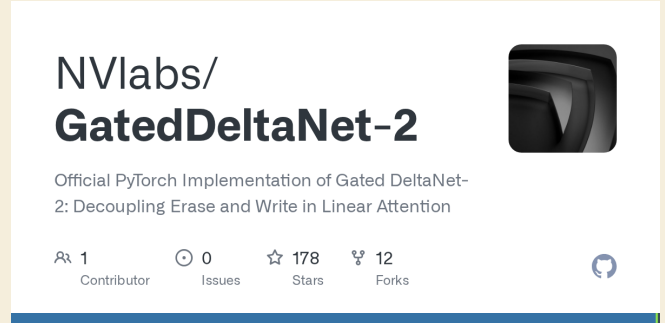 NVlabs/
GatedDeltaNet-2
Official PyTorch Implementation of Gated DeltaNet-
2: Decoupling Erase and Write in Linear Attention
1 0 178 12
Contributor Issues Stars Forks